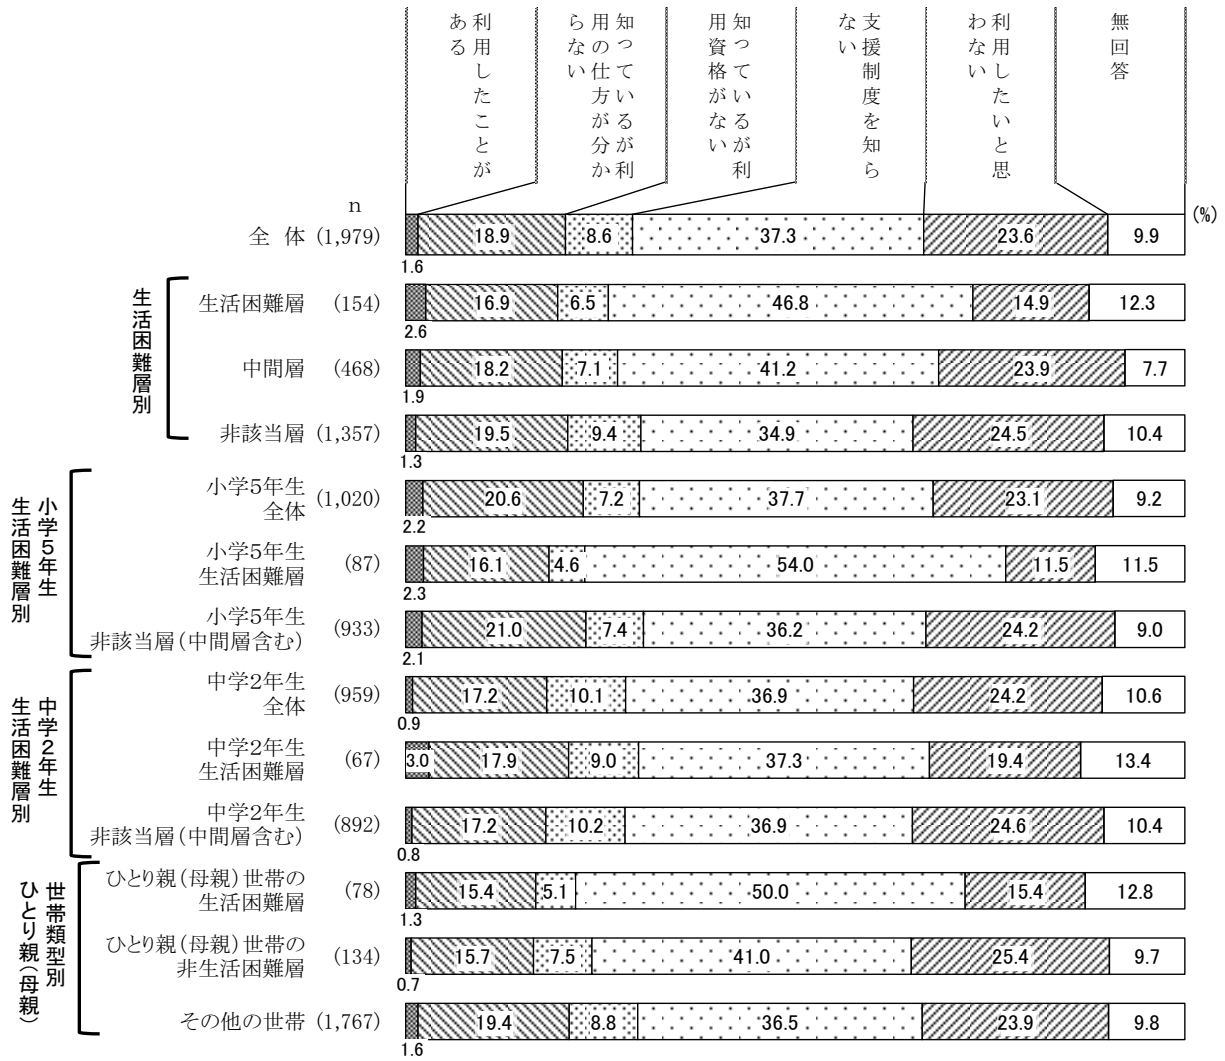 利用したことが
ある
知っているが利
用の仕方が分か
らない
知っているが利
用資格がない
支援制度を知ら
ない
利用したいと思
わない
無回答
n
(%)
全 体 (1,979)
18.9 8.6 37.3 23.6 9.9
1.6
生活困難層別
生活困難層 (154)
16.9 6.5 46.8 14.9 12.3
2.6
中間層 (468)
18.2 7.1 41.2 23.9 7.7
1.9
非該当層 (1,357)
19.5 9.4 34.9 24.5 10.4
1.3
小学5年生
生活困難層別
小学5年生
全体
(1,020)
20.6 7.2 37.7 23.1 9.2
2.2
小学5年生
生活困難層
(87)
16.1 4.6 54.0 11.5 11.5
2.3
小学5年生
非該当層(中間層含む)
(933)
21.0 7.4 36.2 24.2 9.0
2.1
中学2年生
生活困難層別
中学2年生
全体
(959)
17.2 10.1 36.9 24.2 10.6
0.9
中学2年生
生活困難層
(67)
3.0 17.9 9.0 37.3 19.4 13.4
中学2年生
非該当層(中間層含む)
(892)
17.2 10.2 36.9 24.6 10.4
0.8
世帯類型別
ひとり親(母親)
ひとり親(母親)世帯の
生活困難層
(78)
15.4 5.1 50.0 15.4 12.8
1.3
ひとり親(母親)世帯の
非生活困難層
(134)
15.7 7.5 41.0 25.4 9.7
0.7
その他の世帯 (1,767)
19.4 8.8 36.5 23.9 9.8
1.6